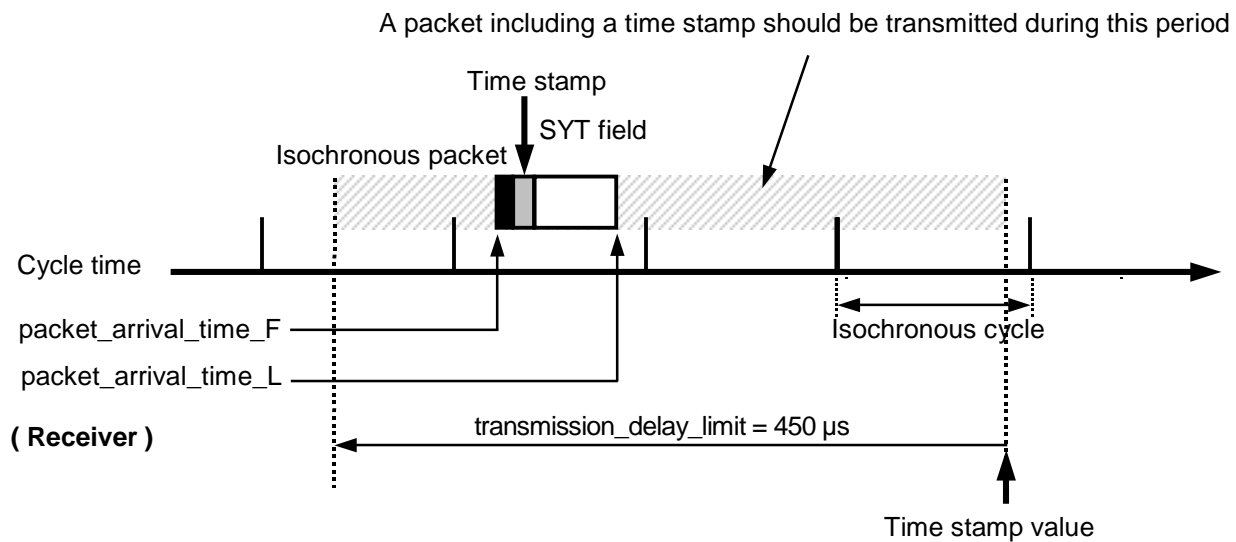 A packet including a time stamp should be transmitted during this period
Time stamp
SYT field
Isochronous packet
Cycle time
Isochronous cycle
packet_arrival_time_F
packet_arrival_time_L
( Receiver )
transmission_delay_limit = 450 μs
Time stamp value